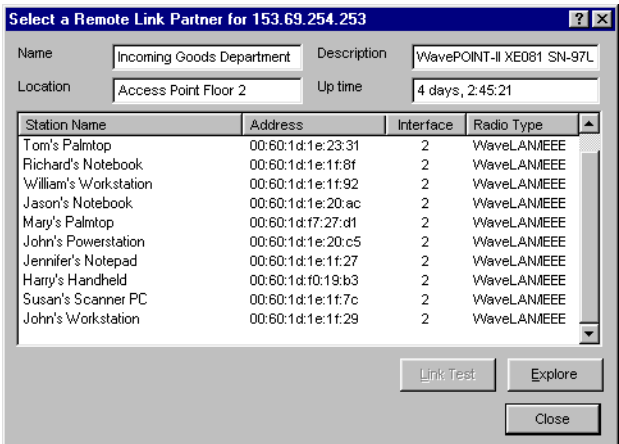 Select a Remote Link Partner for 153.69.254.253
Name Incoming Goods Department Description WavePOINT-II XE081 SN-97L
Location Access Point Floor 2 Up time 4 days, 2:45:21
Station Name Address Interface Radio Type
Tom's Palmtop 00:60:1d:1e:23:31 2 WaveLAN/IEEE
Richard's Notebook 00:60:1d:1e:1f:8f 2 WaveLAN/IEEE
William's Workstation 00:60:1d:1e:1f:92 2 WaveLAN/IEEE
Jason's Notebook 00:60:1d:1e:20:ac 2 WaveLAN/IEEE
Mary's Palmtop 00:60:1d:f7:27:d1 2 WaveLAN/IEEE
John's Powerstation 00:60:1d:1e:20:c5 2 WaveLAN/IEEE
Jennifer's Notepad 00:60:1d:1e:1f:27 2 WaveLAN/IEEE
Harry's Handheld 00:60:1d:f0:19:b3 2 WaveLAN/IEEE
Susan's Scanner PC 00:60:1d:1e:1f:7c 2 WaveLAN/IEEE
John's Workstation 00:60:1d:1e:1f:29 2 WaveLAN/IEEE
Link Test Explore
Close